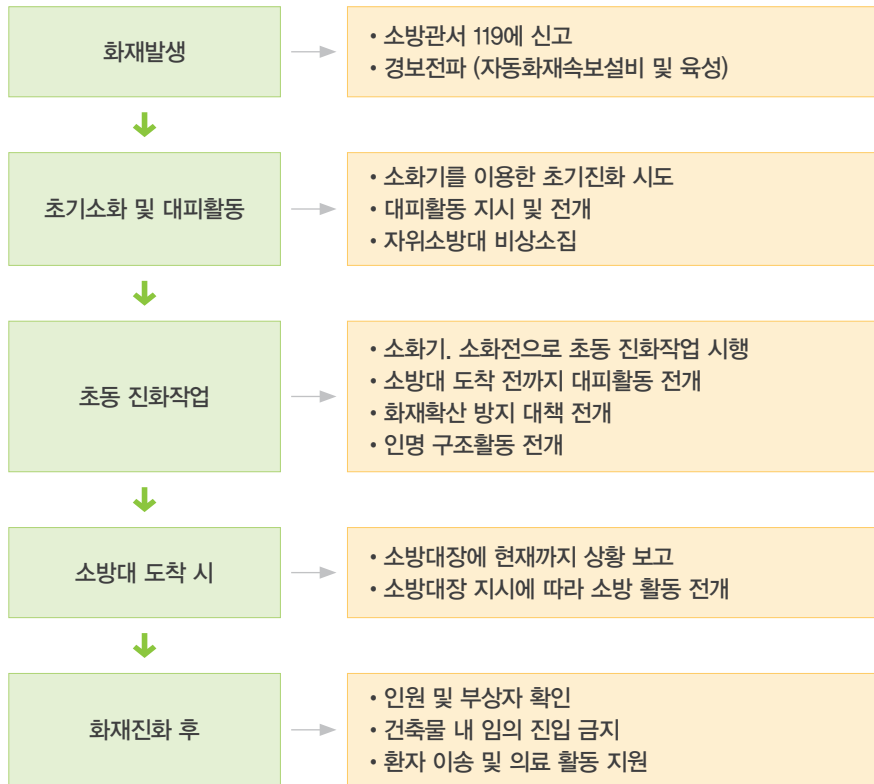 화재발생
• 소방관서 119에 신고
• 경보전파 (자동화재속보설비 및 육성)
초기소화 및 대피활동
• 소화기를 이용한 초기진화 시도
• 대피활동 지시 및 전개
• 자위소방대 비상소집
초동 진화작업
• 소화기. 소화전으로 초동 진화작업 시행
• 소방대 도착 전까지 대피활동 전개
• 화재확산 방지 대책 전개
• 인명 구조활동 전개
소방대 도착 시
• 소방대장에 현재까지 상황 보고
• 소방대장 지시에 따라 소방 활동 전개
화재진화 후
• 인원 및 부상자 확인
• 건축물 내 임의 진입 금지
• 환자 이송 및 의료 활동 지원